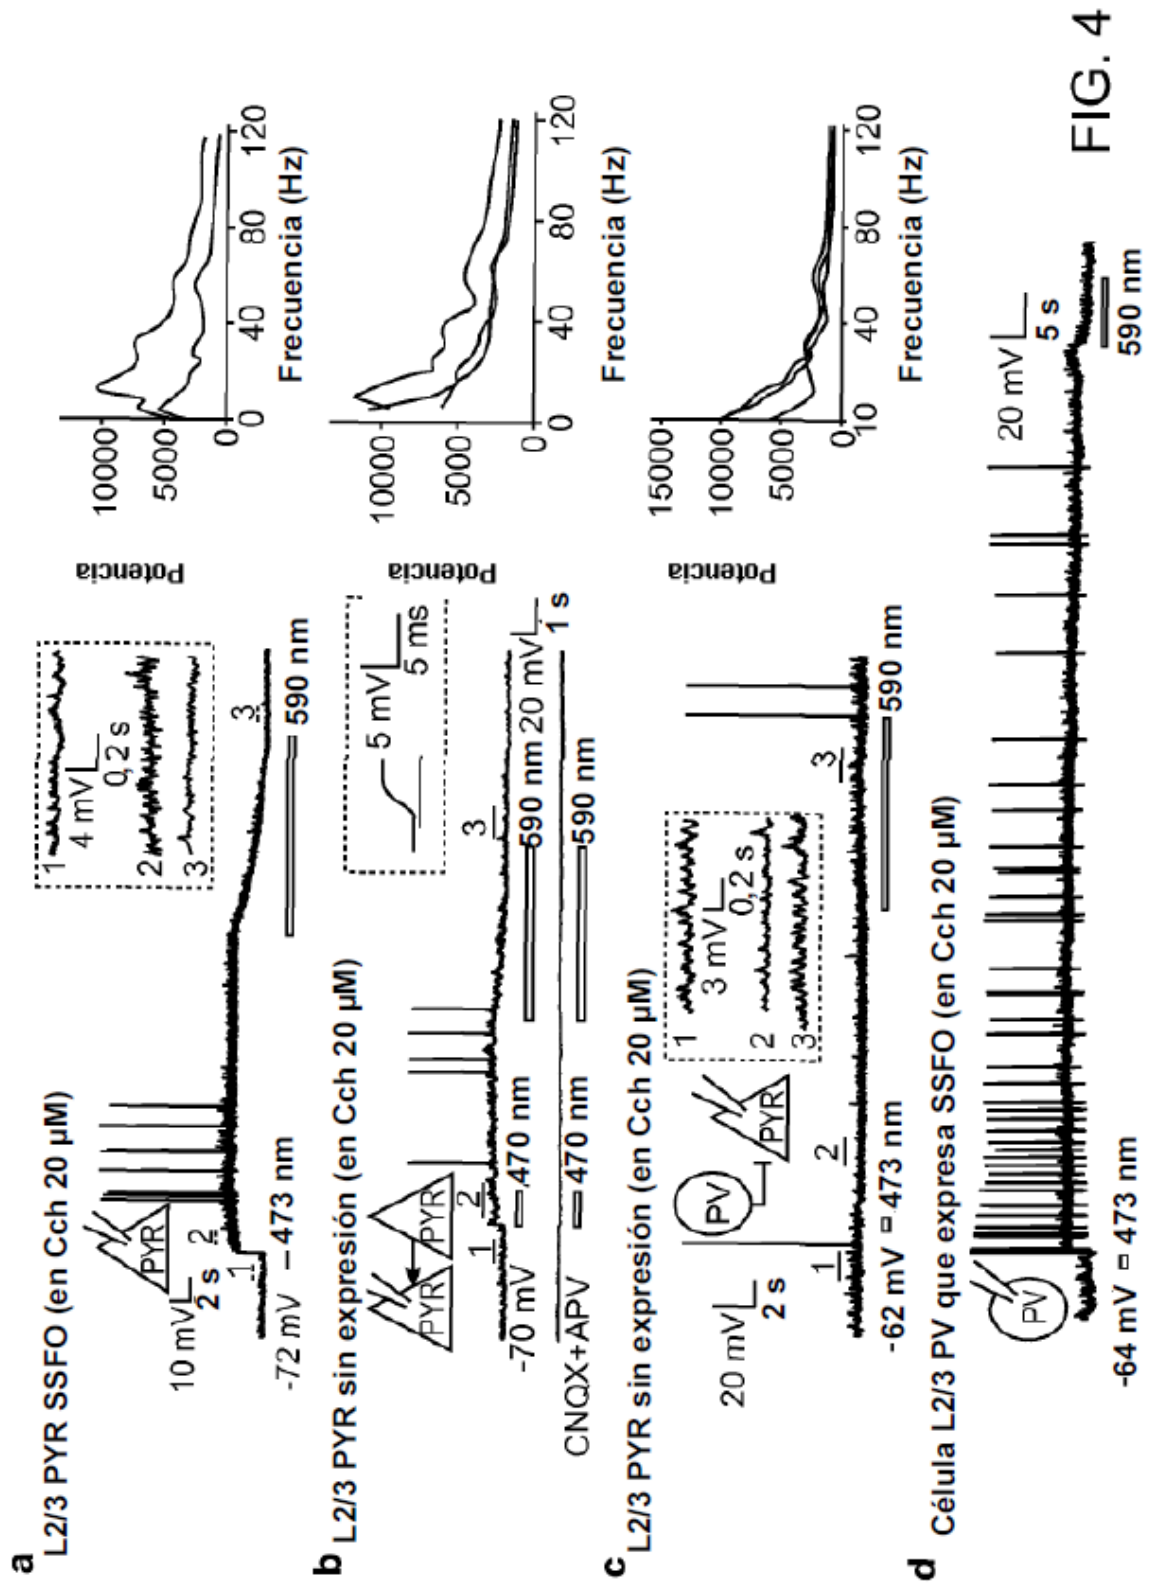 a
L2/3 PYR SSFO (en Cch 20 µM)
PYR
10 mV
2 s
1
2
3
-72 mV
473 nm
590 nm
1
4 mV
0,2 s
2
3
Potencia
10000
5000
0
0
40
80
120
Frecuencia (Hz)
b
L2/3 PYR sin expresión (en Cch 20 µM)
PYR
PYR
1
2
3
-70 mV
470 nm
590 nm
20 mV
1 s
5 mV
5 ms
CNQX+APV
470 nm
590 nm
Potencia
10000
5000
0
0
40
80
120
Frecuencia (Hz)
c
L2/3 PYR sin expresión (en Cch 20 µM)
PV
PYR
20 mV
2 s
1
2
3
-62 mV
473 nm
590 nm
1
3 mV
0,2 s
2
3
Potencia
15000
10000
5000
0
10
40
80
120
Frecuencia (Hz)
d
Célula L2/3 PV que expresa SSFO (en Cch 20 µM)
PV
-64 mV
473 nm
20 mV
5 s
590 nm
FIG. 4